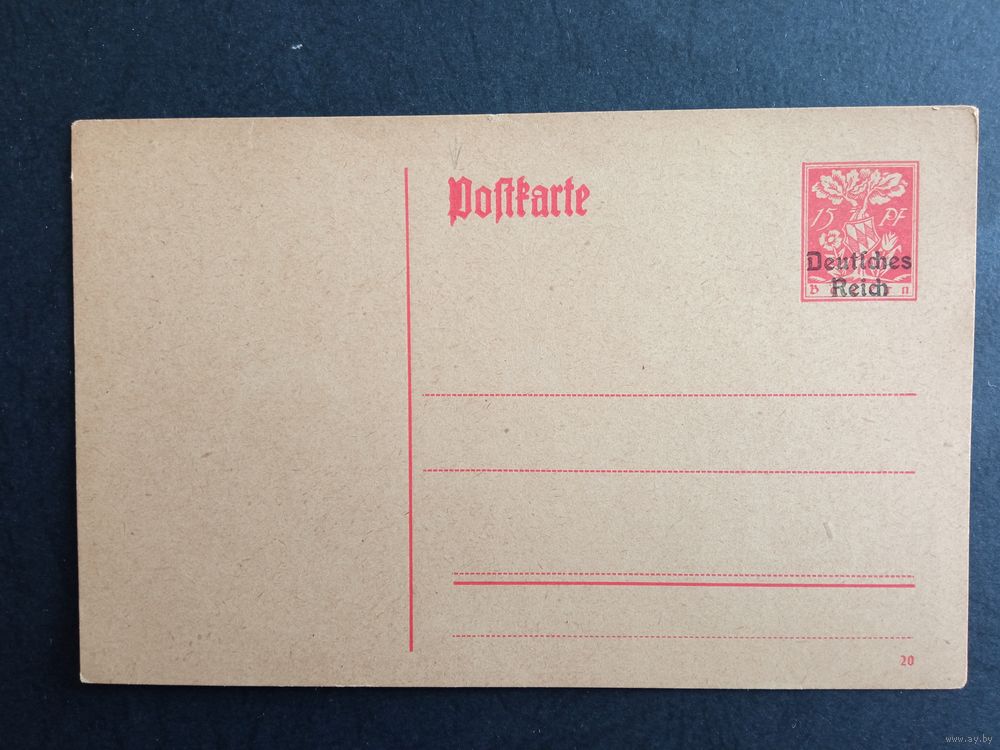 Postkarte
15 PF
Deutsches
Reich
20
www.ay.by